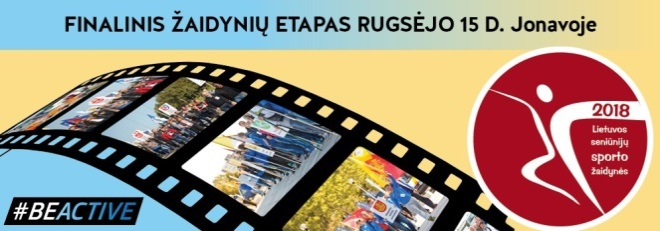 FINALINIS ŽAIDYNIŲ ETAPAS RUGSĖJO 15 D. Jonavoje
2018
Lietuvos
seniūnijų
sporto
žaidynės
#BEACTIVE